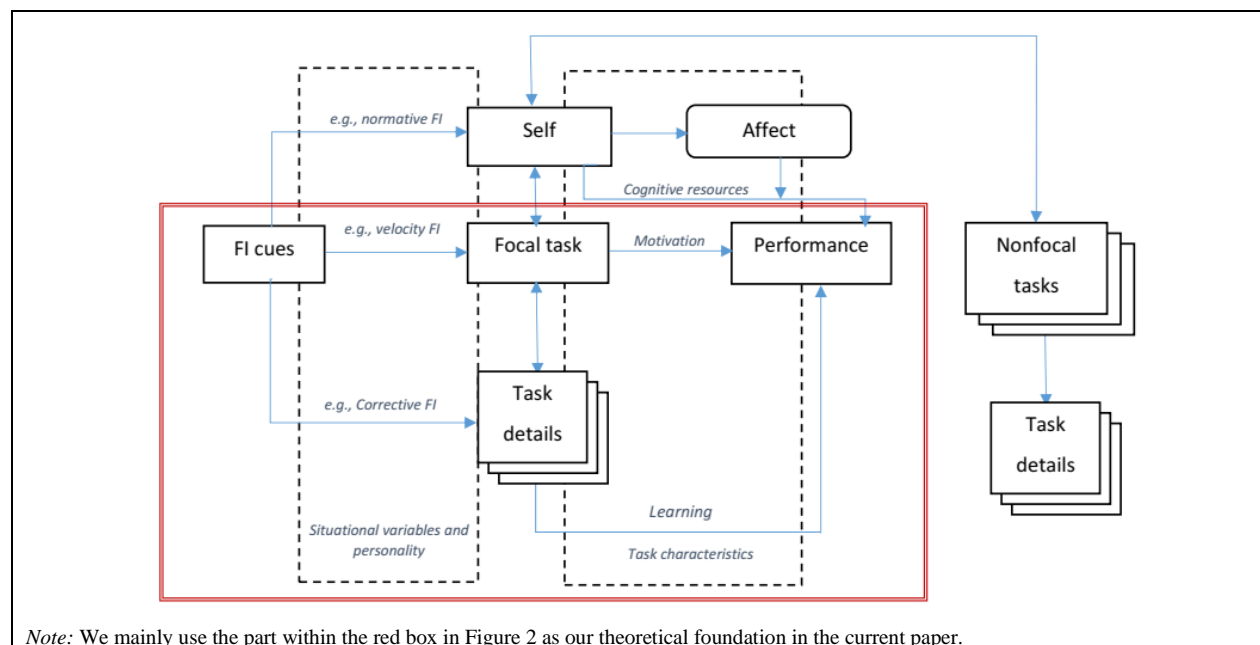 e.g., normative FI
Self
Affect
Cognitive resources
FI cues
e.g., velocity FI
Focal task
Motivation
Performance
Nonfocal
tasks
e.g., Corrective FI
Task
details
Task
details
Learning
Situational variables and
personality
Task characteristics
Note: We mainly use the part within the red box in Figure 2 as our theoretical foundation in the current paper.